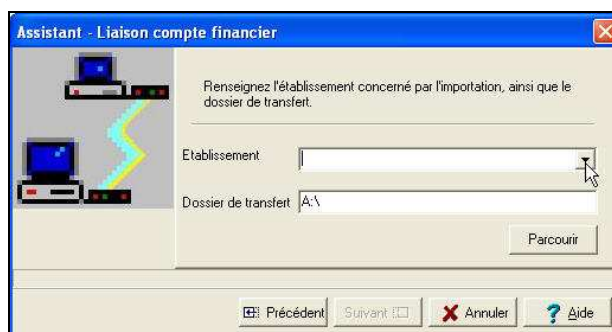 Assistant - Liaison compte financier
Renseignez l'établissement concerné par l'importation, ainsi que le
dossier de transfert.
Etablissement
Dossier de transfert A:\
Parcourir
Précédent Suivant Annuler ? Aide